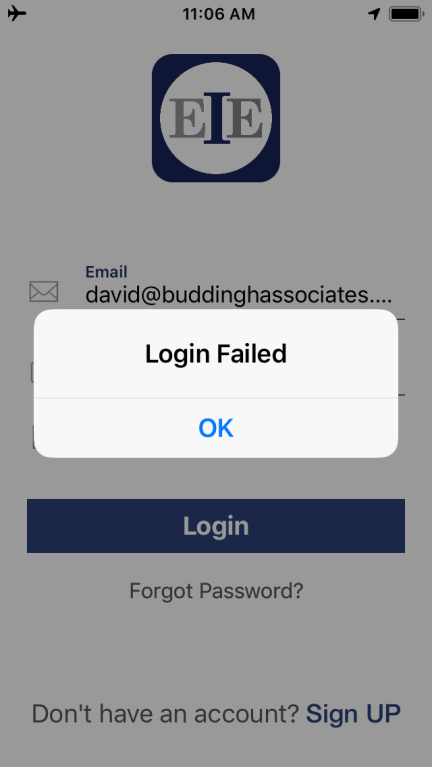 11:06 AM
EIE
Email
david@buddinghassociates....
Login Failed
OK
Login
Forgot Password?
Don't have an account? Sign UP